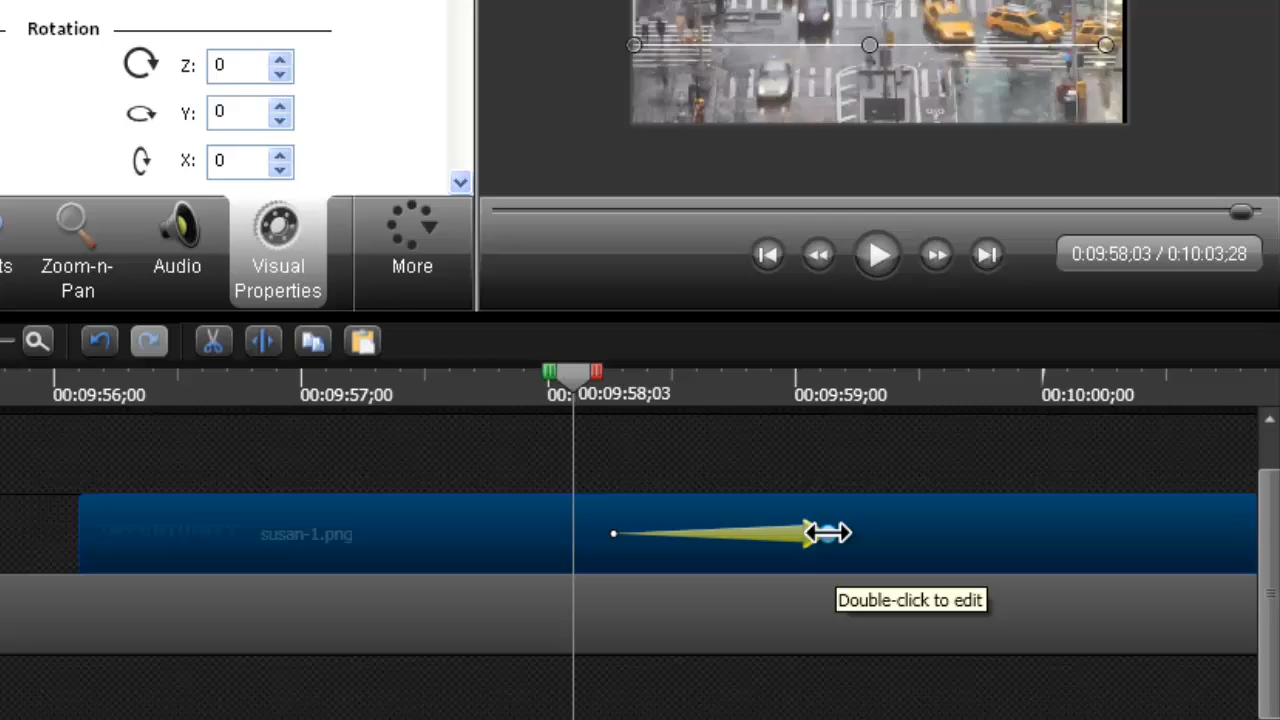 Rotation
Z: 0
Y: 0
X: 0
ts
Zoom-n-
Pan
Audio
Visual
Properties
More
0:09:58;03 / 0:10:03;28
00:09:56;00
00:09:57;00
00:
00:09:58;03
00:09:59;00
00:10:00;00
susan-1.png
Double-click to edit